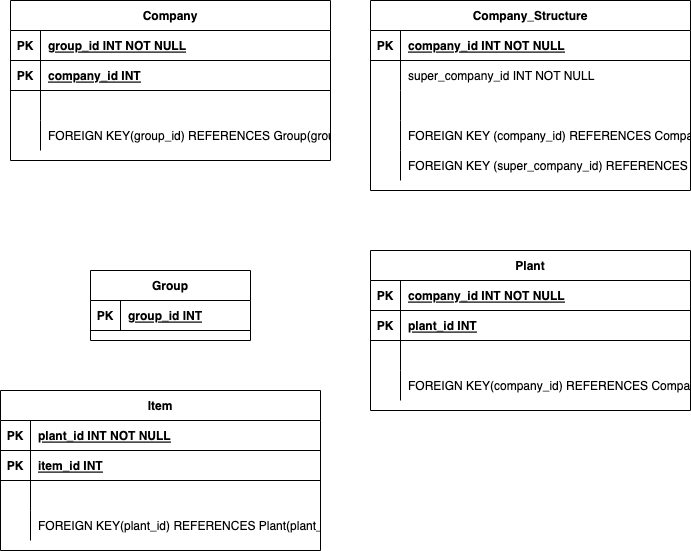 Company
PK group_id INT NOT NULL
PK company_id INT
FOREIGN KEY(group_id) REFERENCES Group(gro
Company_Structure
PK company_id INT NOT NULL
super_company_id INT NOT NULL
FOREIGN KEY (company_id) REFERENCES Compa
FOREIGN KEY (super_company_id) REFERENCES
Group
PK group_id INT
Plant
PK company_id INT NOT NULL
PK plant_id INT
FOREIGN KEY(company_id) REFERENCES Compa
Item
PK plant_id INT NOT NULL
PK item_id INT
FOREIGN KEY(plant_id) REFERENCES Plant(plant_